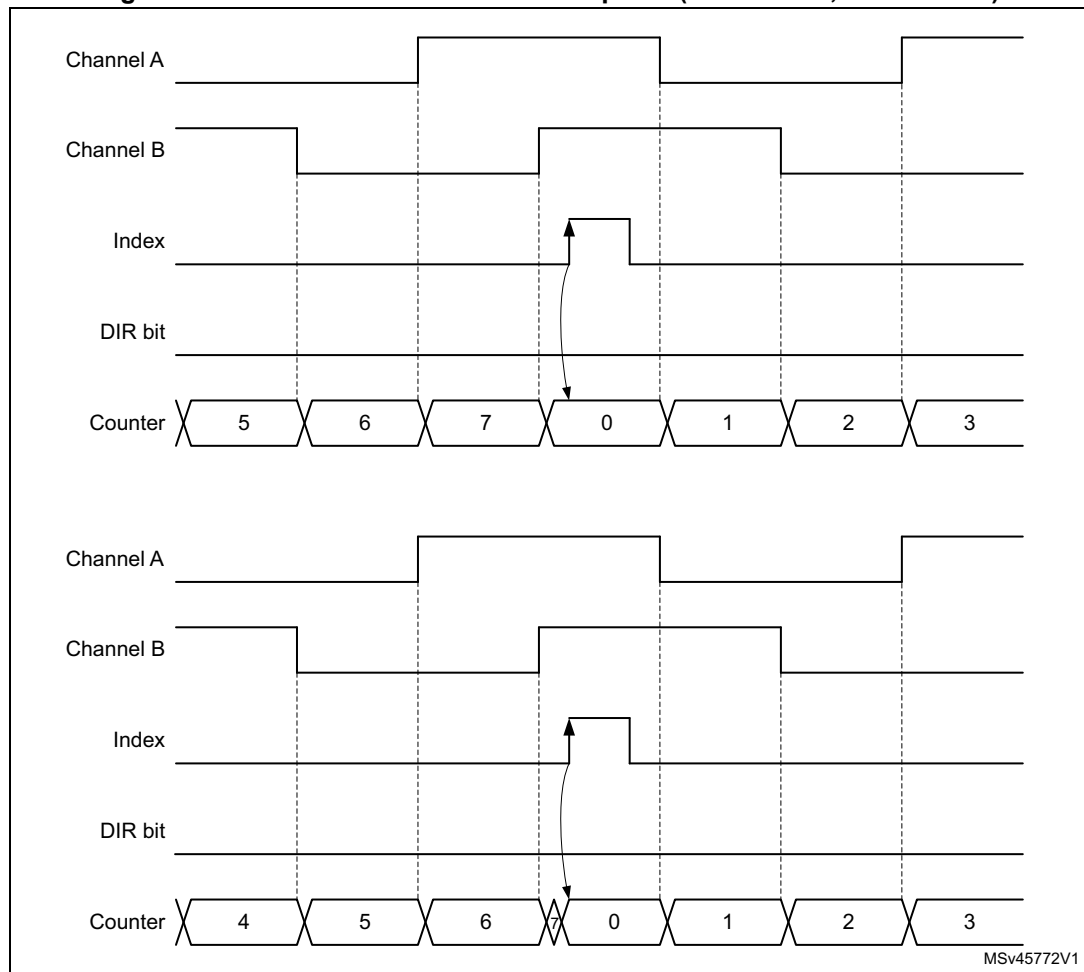 Channel A
Channel B
Index
DIR bit
Counter 5 6 7 0 1 2 3
Channel A
Channel B
Index
DIR bit
Counter 4 5 6 7 0 1 2 3
MSv45772V1